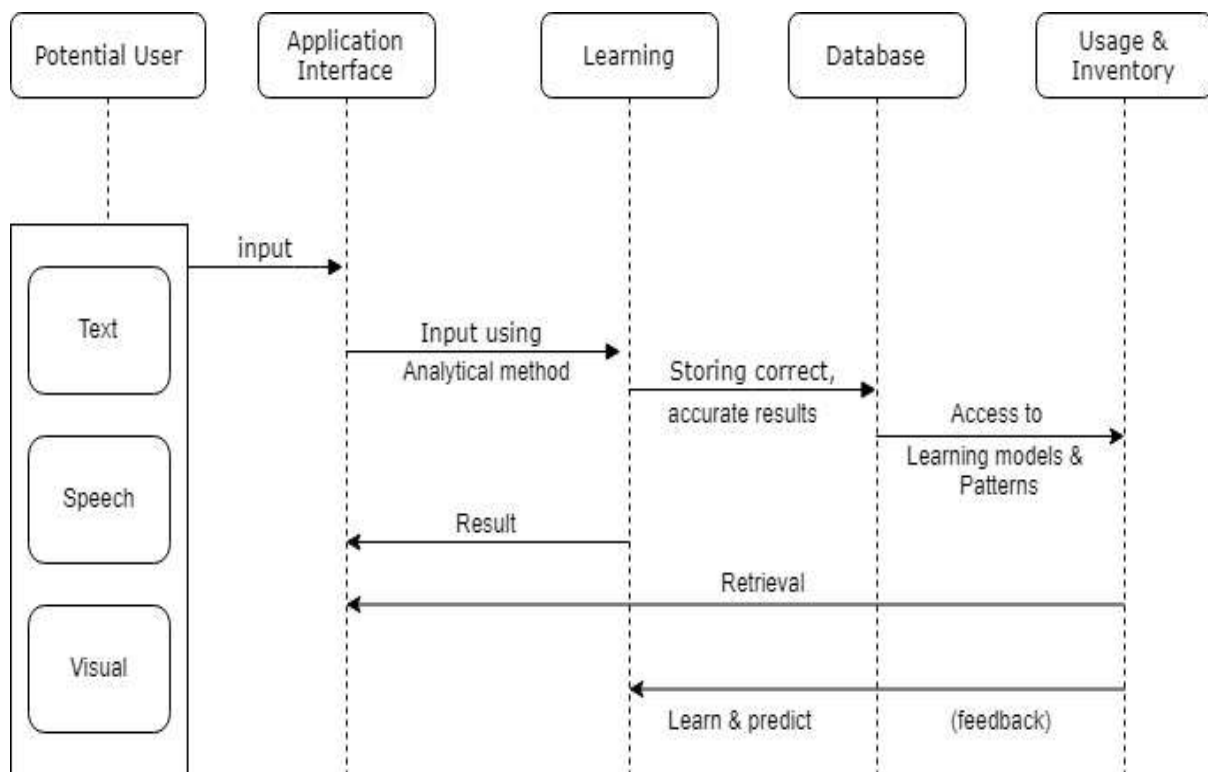 Potential User
Application
Interface
Learning
Database
Usage &
Inventory
input
Text
Input using
Analytical method
Storing correct,
accurate results
Access to
Learning models &
Patterns
Speech
Result
Retrieval
Visual
Learn & predict
(feedback)